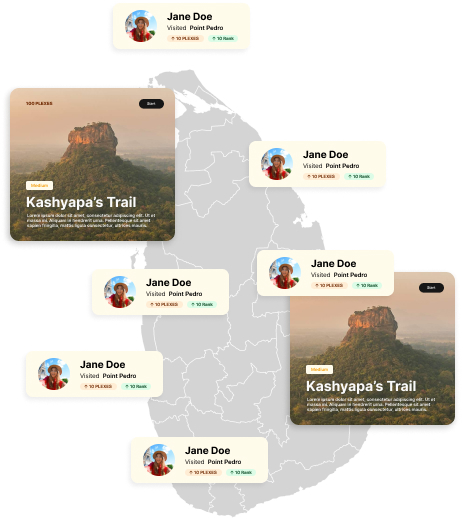 Jane Doe
Visited Point Pedro
↑ 10 PLEXES ↑ 10 Rank
100 PLEXES
Start
Medium
Kashyapa's Trail
Lorem ipsum dolor sit amet, consectetur adipiscing elit. Ut et
massa mi. Aliquam in hendrerit urna. Pellentesque sit amet
sapien fringilla, mattis ligula consectetur, ultrices mauris.
Jane Doe
Visited Point Pedro
↑ 10 PLEXES ↑ 10 Rank
Jane Doe
Visited Point Pedro
↑ 10 PLEXES ↑ 10 Rank
Jane Doe
Visited Point Pedro
↑ 10 PLEXES ↑ 10 Rank
Start
Medium
Kashyapa's Trail
Lorem ipsum dolor sit amet, consectetur adipiscing elit. Ut et
massa mi. Aliquam in hendrerit urna. Pellentesque sit amet
sapien fringilla, mattis ligula consectetur, ultrices mauris.
Jane Doe
Visited Point Pedro
↑ 10 PLEXES ↑ 10 Rank
Jane Doe
Visited Point Pedro
↑ 10 PLEXES ↑ 10 Rank